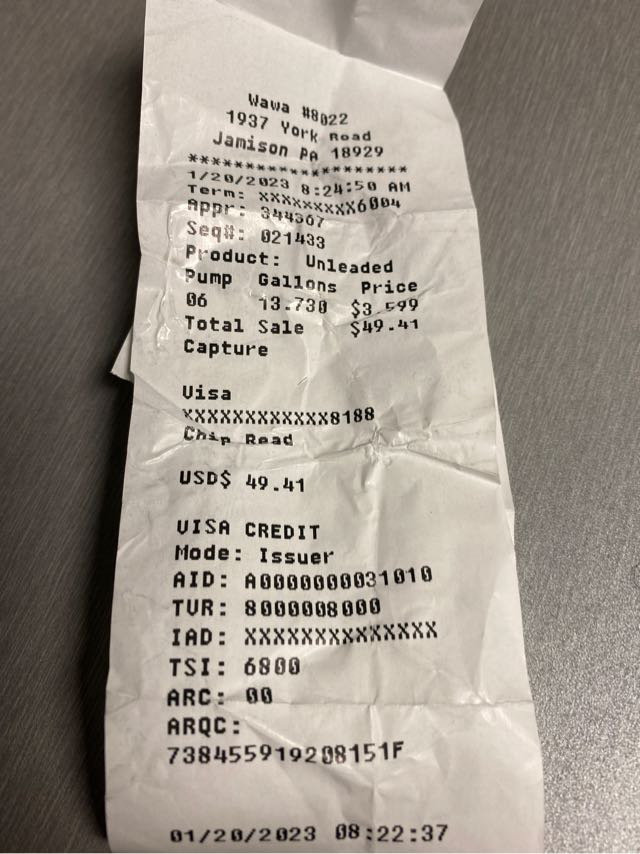 Wawa #8022
1937 York Road
Jamison PA 18929
********************
1/20/2023 8:24:50 AM
Term: XXXXXXXXX6004
Appr: 344367
Seq#: 021433
Product: Unleaded
Pump Gallons Price
06 13.730 $3.599
Total Sale $49.41
Capture
Visa
XXXXXXXXXXXX8188
Chip Read
USD$ 49.41
VISA CREDIT
Mode: Issuer
AID: A0000000031010
TVR: 8000008000
IAD: XXXXXXXXXXXXXX
TSI: 6800
ARC: 00
ARQC:
738455919208151F
01/20/2023 08:22:37